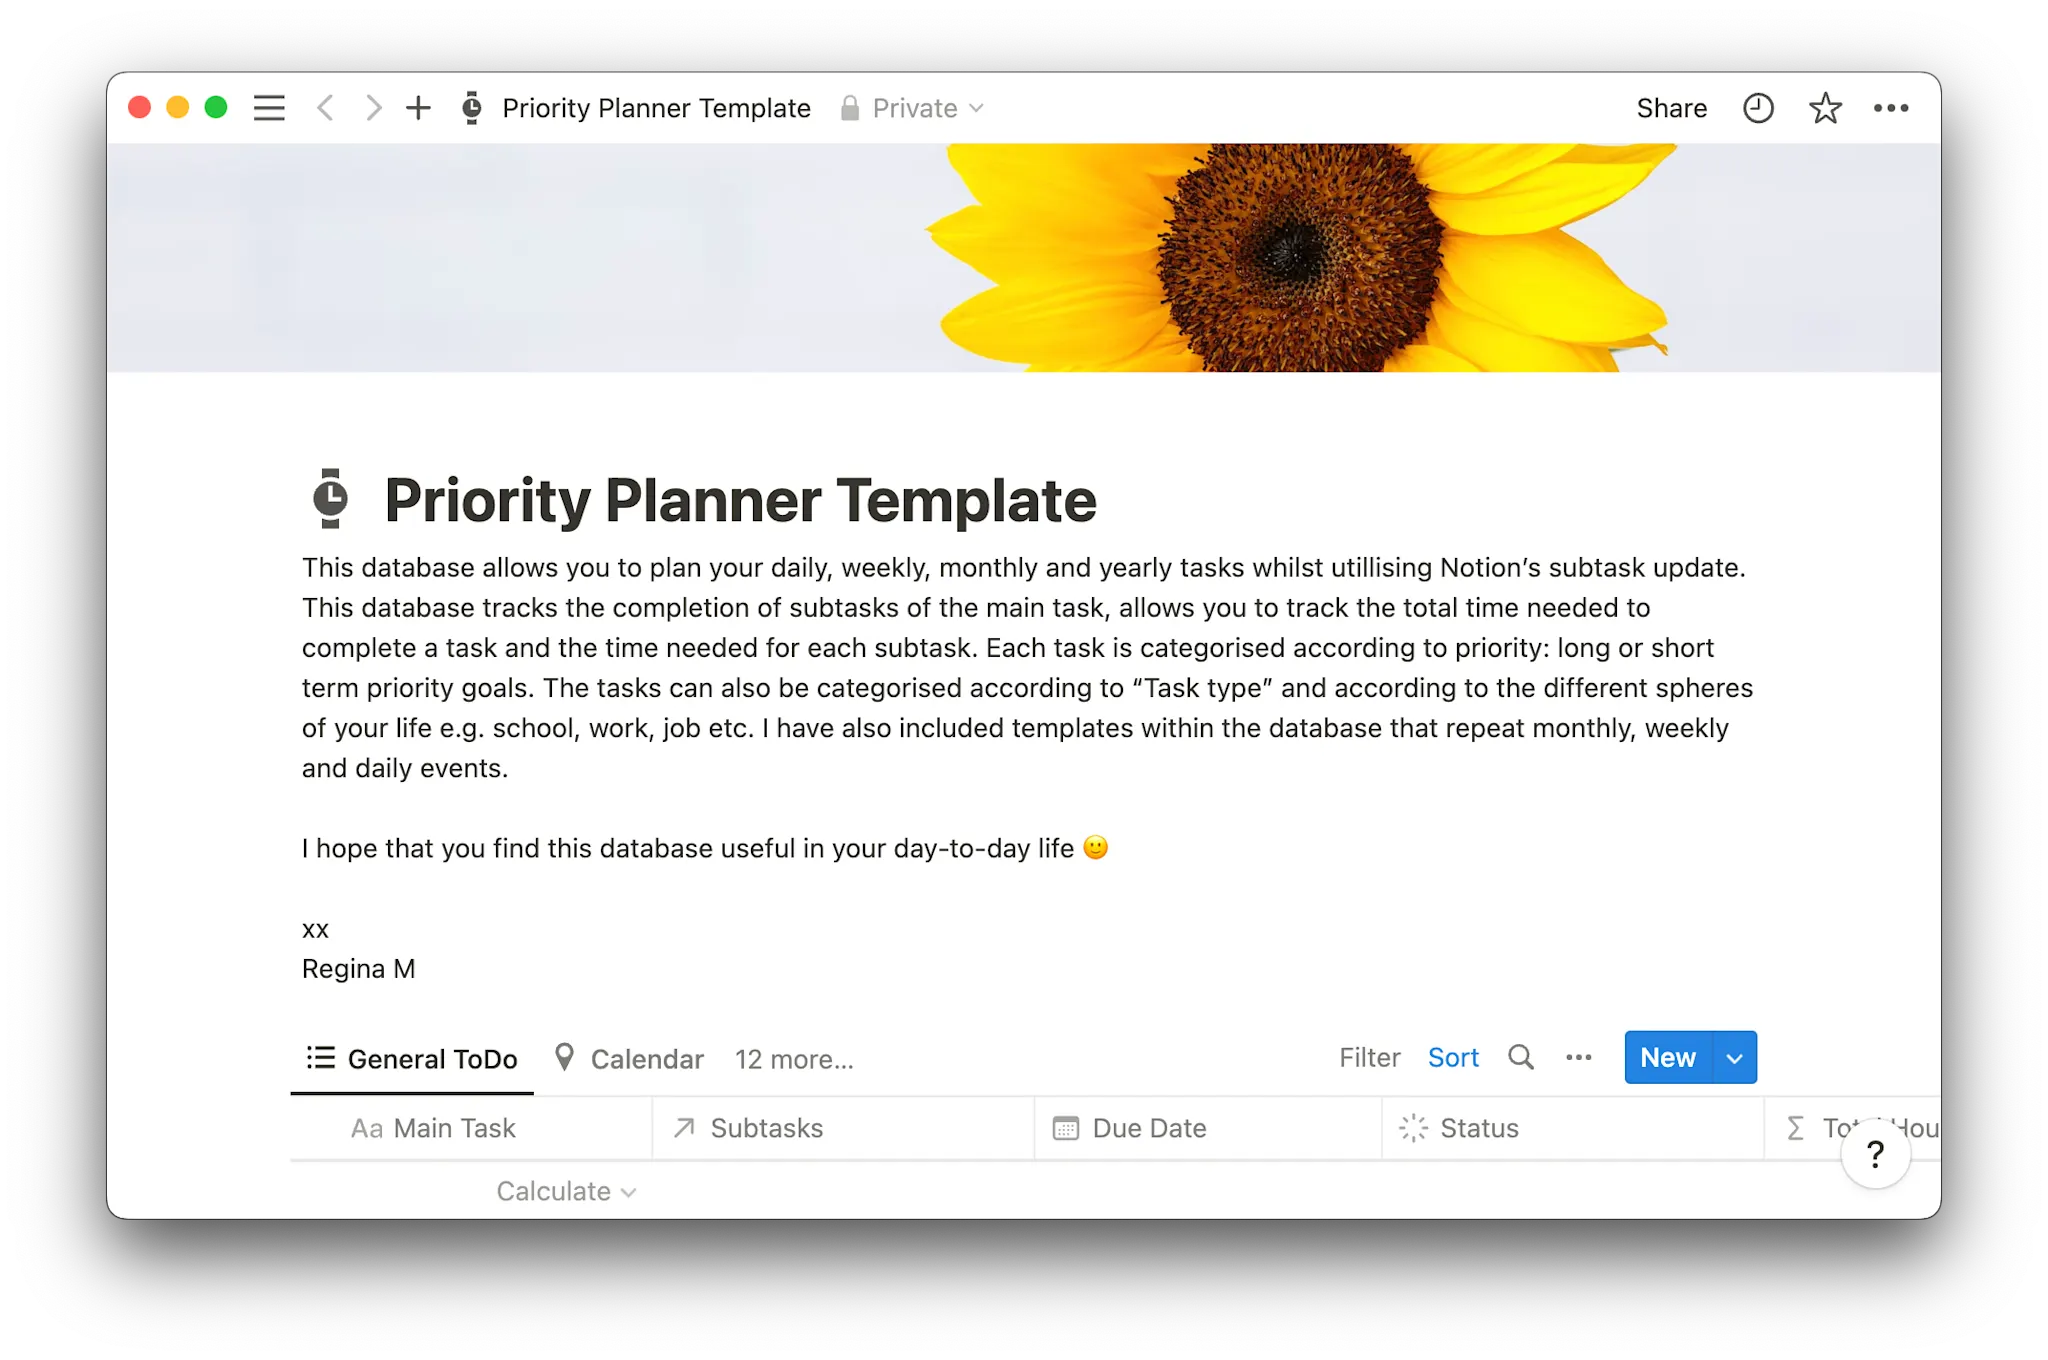 Priority Planner Template Private Share
Priority Planner Template
This database allows you to plan your daily, weekly, monthly and yearly tasks whilst utillising Notion’s subtask update.
This database tracks the completion of subtasks of the main task, allows you to track the total time needed to
complete a task and the time needed for each subtask. Each task is categorised according to priority: long or short
term priority goals. The tasks can also be categorised according to “Task type” and according to the different spheres
of your life e.g. school, work, job etc. I have also included templates within the database that repeat monthly, weekly
and daily events.
I hope that you find this database useful in your day-to-day life 🙂
xx
Regina M
General ToDo Calendar 12 more... Filter Sort New
Aa Main Task Subtasks Due Date Status Σ
?
Calculate